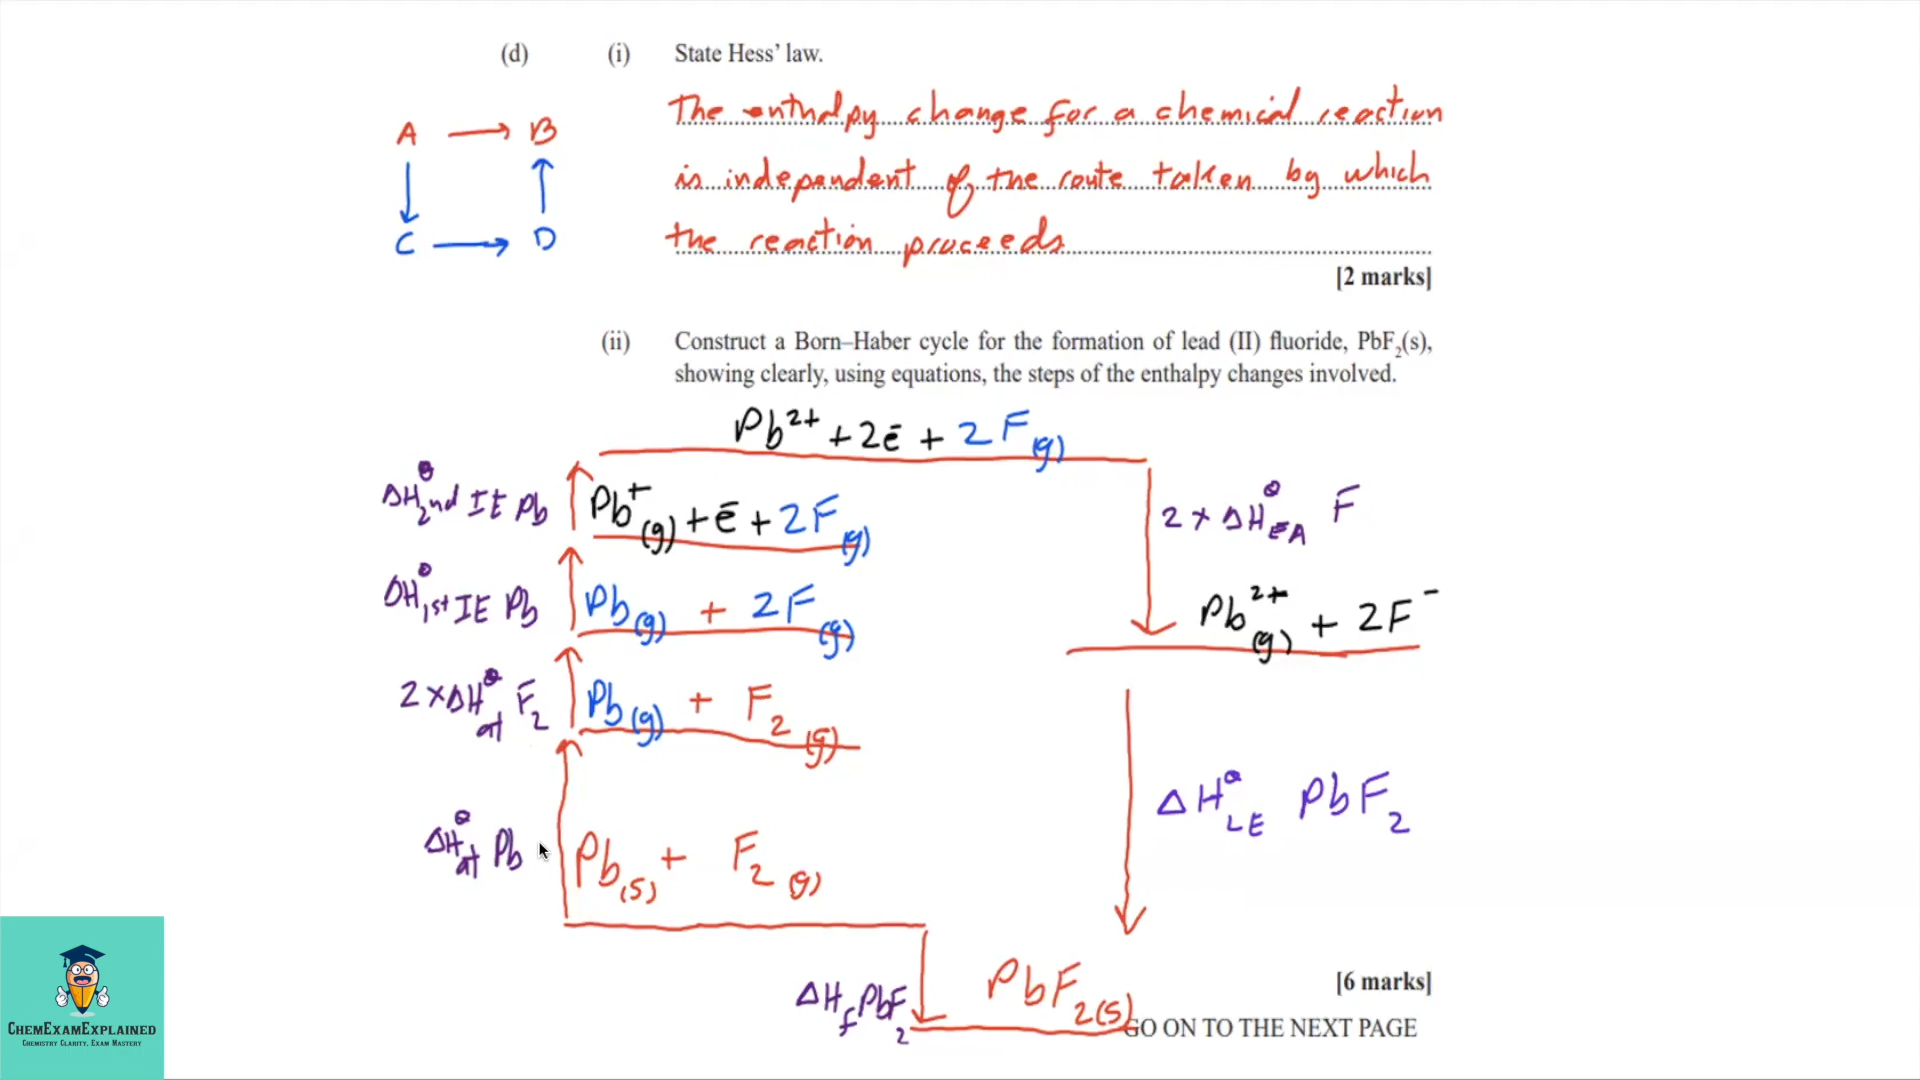 (d) (i) State Hess’ law.
The enthalpy change for a chemical reaction
A → B
is independent of the route taken by which
C → D
the reaction proceeds
[2 marks]
(ii) Construct a Born–Haber cycle for the formation of lead (II) fluoride, PbF₂(s),
showing clearly, using equations, the steps of the enthalpy changes involved.
Pb²⁺ + 2ē + 2F(g)
ΔH^θ 2nd IE Pb
Pb⁺(g) + ē + 2F(g)
2 × ΔH^θ EA F
ΔH^θ 1st IE Pb
Pb(g) + 2F(g)
Pb²⁺(g) + 2F⁻
2 × ΔH^θ at F₂
Pb(g) + F₂(g)
ΔH^θ LE PbF₂
ΔH^θ at Pb
Pb(s) + F₂(g)
[6 marks]
ΔHf PbF₂
PbF₂(s)
GO ON TO THE NEXT PAGE
CHEMEXAMEXPLAINED
CHEMISTRY CLARITY, EXAM MASTERY